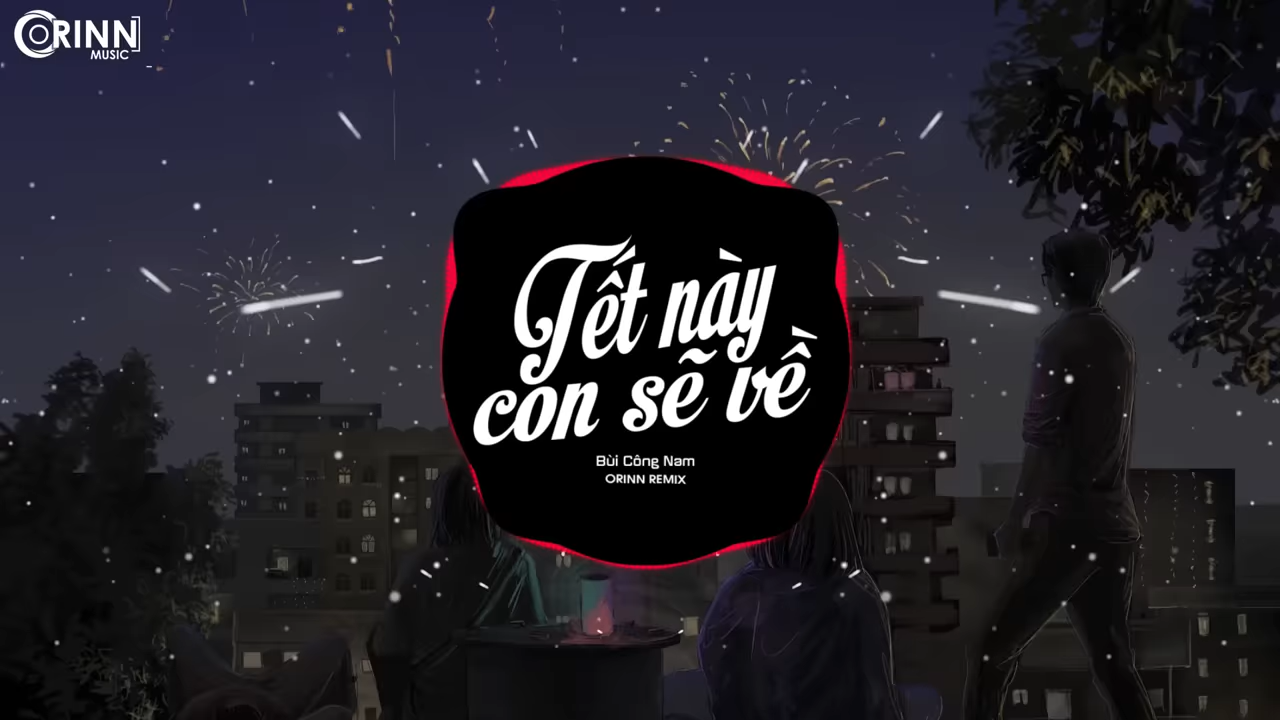 ORINN
MUSIC
Tết này
con sẽ về
Bùi Công Nam
ORINN REMIX